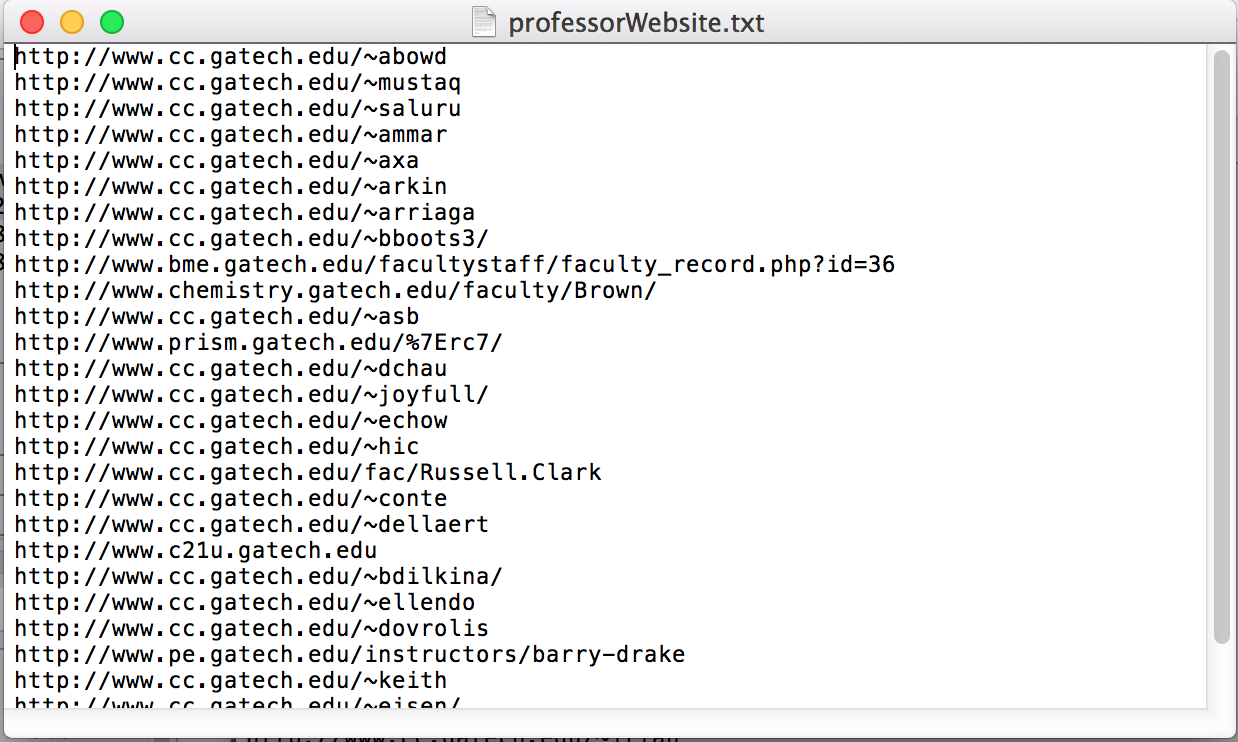 professorWebsite.txt
http://www.cc.gatech.edu/~abowd
http://www.cc.gatech.edu/~mustaq
http://www.cc.gatech.edu/~saluru
http://www.cc.gatech.edu/~ammar
http://www.cc.gatech.edu/~axa
http://www.cc.gatech.edu/~arkin
http://www.cc.gatech.edu/~arriaga
http://www.cc.gatech.edu/~bboots3/
http://www.bme.gatech.edu/facultystaff/faculty_record.php?id=36
http://www.chemistry.gatech.edu/faculty/Brown/
http://www.cc.gatech.edu/~asb
http://www.prism.gatech.edu/%7Erc7/
http://www.cc.gatech.edu/~dchau
http://www.cc.gatech.edu/~joyfull/
http://www.cc.gatech.edu/~echow
http://www.cc.gatech.edu/~hic
http://www.cc.gatech.edu/fac/Russell.Clark
http://www.cc.gatech.edu/~conte
http://www.cc.gatech.edu/~dellaert
http://www.c21u.gatech.edu
http://www.cc.gatech.edu/~bdilkina/
http://www.cc.gatech.edu/~ellendo
http://www.cc.gatech.edu/~dovrolis
http://www.pe.gatech.edu/instructors/barry-drake
http://www.cc.gatech.edu/~keith
http://www.cc.gatech.edu/~eisen/